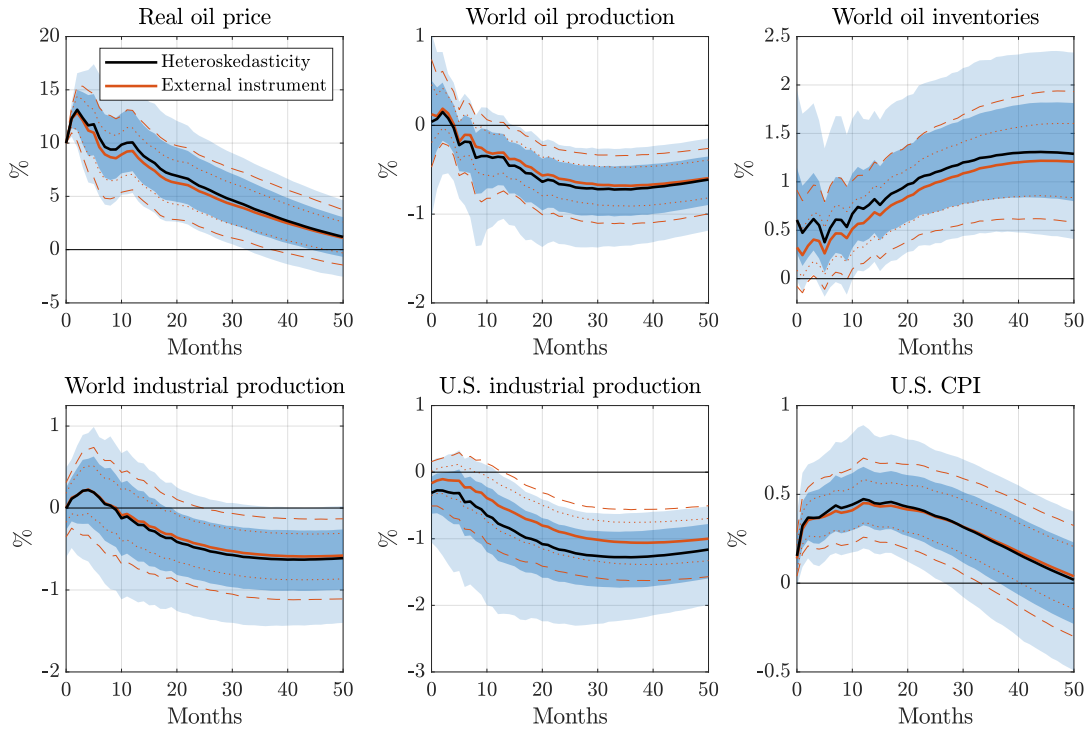 Real oil price
World oil production
World oil inventories
Heteroskedasticity
External instrument
20
15
10
5
0
-5
%
0 10 20 30 40 50
Months
1
0
-1
-2
%
0 10 20 30 40 50
Months
2.5
2
1.5
1
0.5
0
%
0 10 20 30 40 50
Months
World industrial production
U.S. industrial production
U.S. CPI
1
0
-1
-2
%
0 10 20 30 40 50
Months
1
0
-1
-2
-3
%
0 10 20 30 40 50
Months
1
0.5
0
-0.5
%
0 10 20 30 40 50
Months